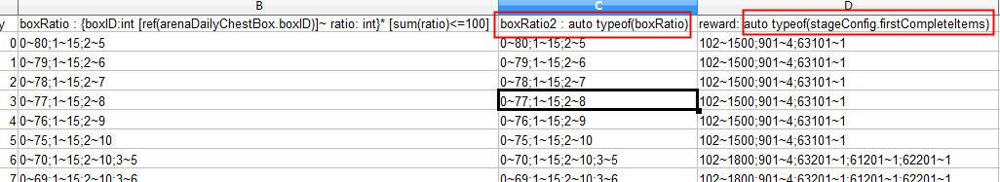 B C D
y boxRatio : {boxID:int [ref(arenaDailyChestBox.boxID)]~ ratio: int}* [sum(ratio)<=100] boxRatio2 : auto typeof(boxRatio) reward: auto typeof(stageConfig.firstCompleteItems)
0 0~80;1~15;2~5 0~80;1~15;2~5 102~1500;901~4;63101~1
1 0~79;1~15;2~6 0~79;1~15;2~6 102~1500;901~4;63101~1
2 0~78;1~15;2~7 0~78;1~15;2~7 102~1500;901~4;63101~1
3 0~77;1~15;2~8 0~77;1~15;2~8 102~1500;901~4;63101~1
4 0~76;1~15;2~9 0~76;1~15;2~9 102~1500;901~4;63101~1
5 0~75;1~15;2~10 0~75;1~15;2~10 102~1500;901~4;63101~1
6 0~70;1~15;2~10;3~5 0~70;1~15;2~10;3~5 102~1800;901~4;63201~1;61201~1;62201~1
7 0~69;1~15;2~10;3~6 0~69;1~15;2~10;3~6 102~1800;901~4;63201~1;61201~1;62201~1